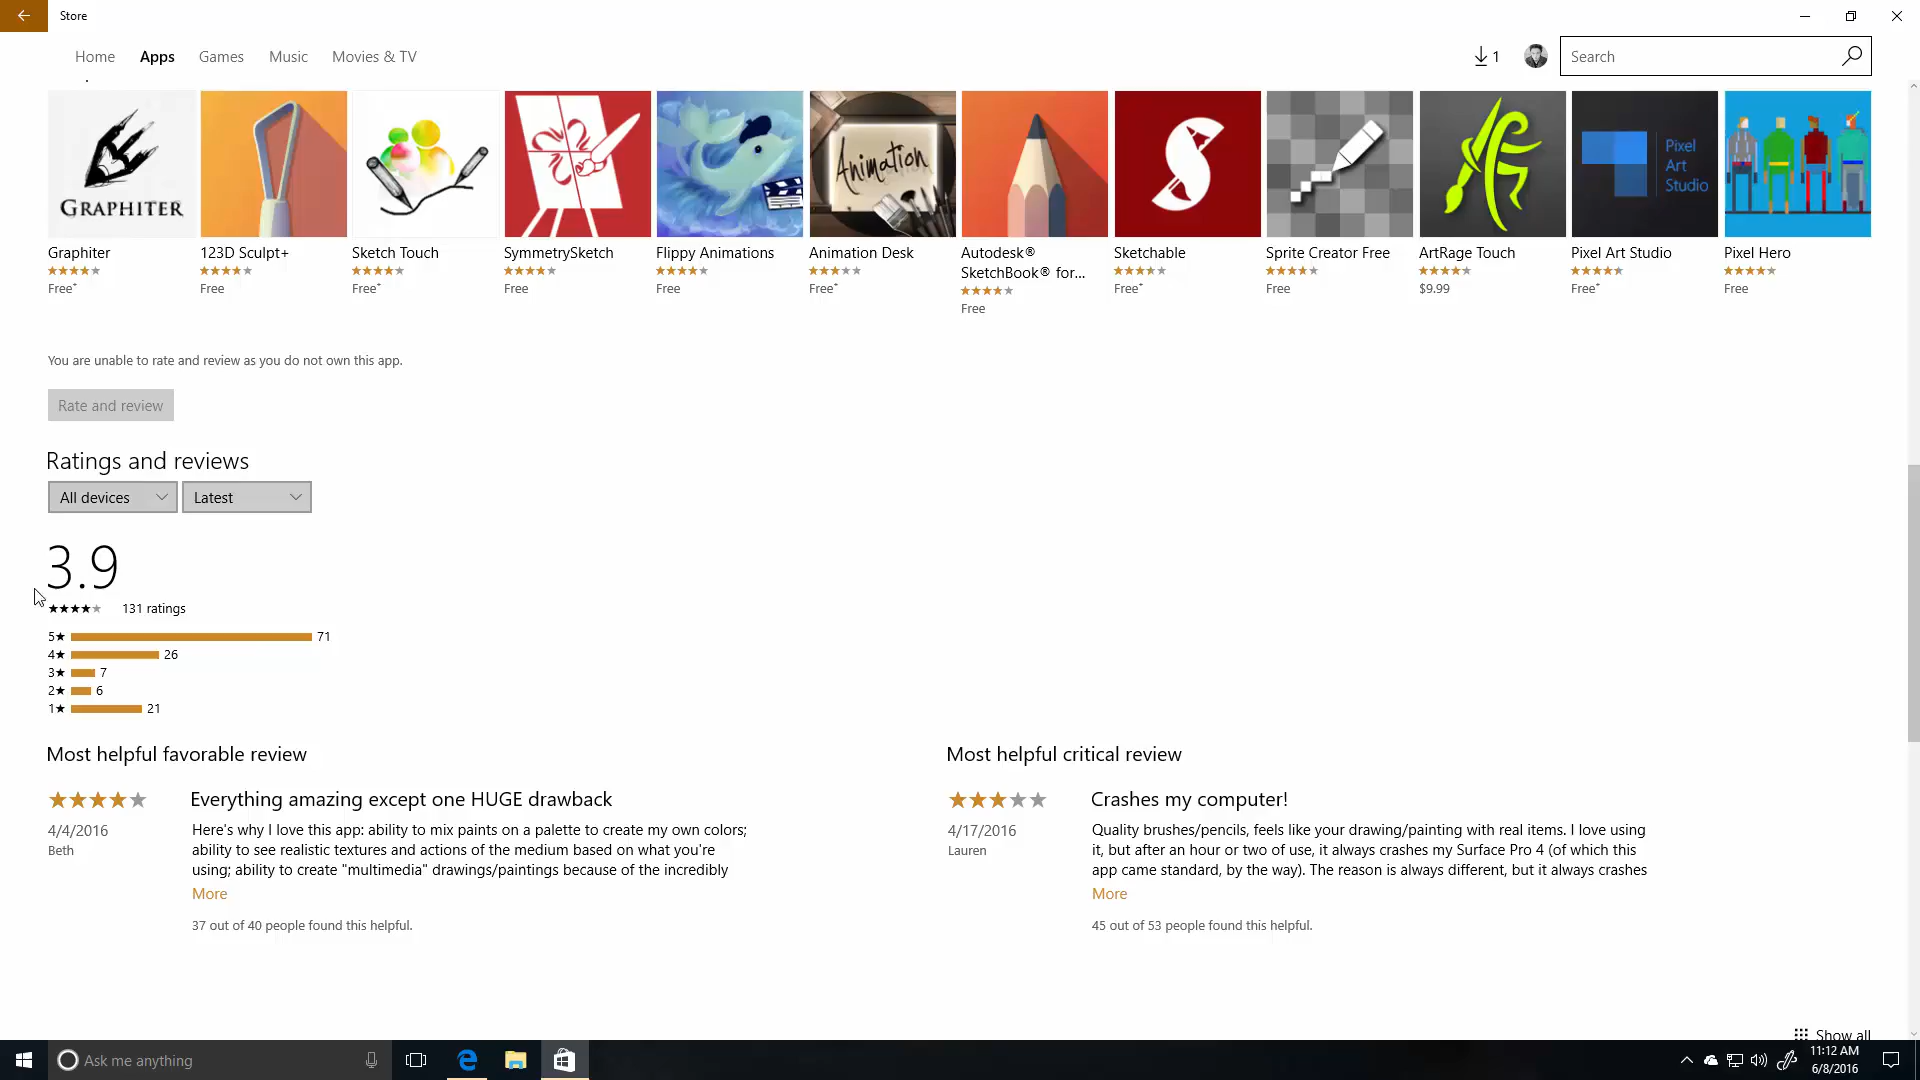 Store
Home Apps Games Music Movies & TV
1
Search
GRAPHITER
Animation
Pixel
Art
Studio
Graphiter
Free*
123D Sculpt+
Free
Sketch Touch
Free*
SymmetrySketch
Free
Flippy Animations
Free
Animation Desk
Free*
Autodesk®
SketchBook® for...
Free
Sketchable
Free*
Sprite Creator Free
Free
ArtRage Touch
$9.99
Pixel Art Studio
Free*
Pixel Hero
Free
You are unable to rate and review as you do not own this app.
Rate and review
Ratings and reviews
All devices Latest
3.9
★★★★★ 131 ratings
5★ 71
4★ 26
3★ 7
2★ 6
1★ 21
Most helpful favorable review
Everything amazing except one HUGE drawback
4/4/2016
Beth
Here's why I love this app: ability to mix paints on a palette to create my own colors;
ability to see realistic textures and actions of the medium based on what you're
using; ability to create "multimedia" drawings/paintings because of the incredibly
More
37 out of 40 people found this helpful.
Most helpful critical review
Crashes my computer!
4/17/2016
Lauren
Quality brushes/pencils, feels like your drawing/painting with real items. I love using
it, but after an hour or two of use, it always crashes my Surface Pro 4 (of which this
app came standard, by the way). The reason is always different, but it always crashes
More
45 out of 53 people found this helpful.
Show all
Ask me anything
11:12 AM
6/8/2016